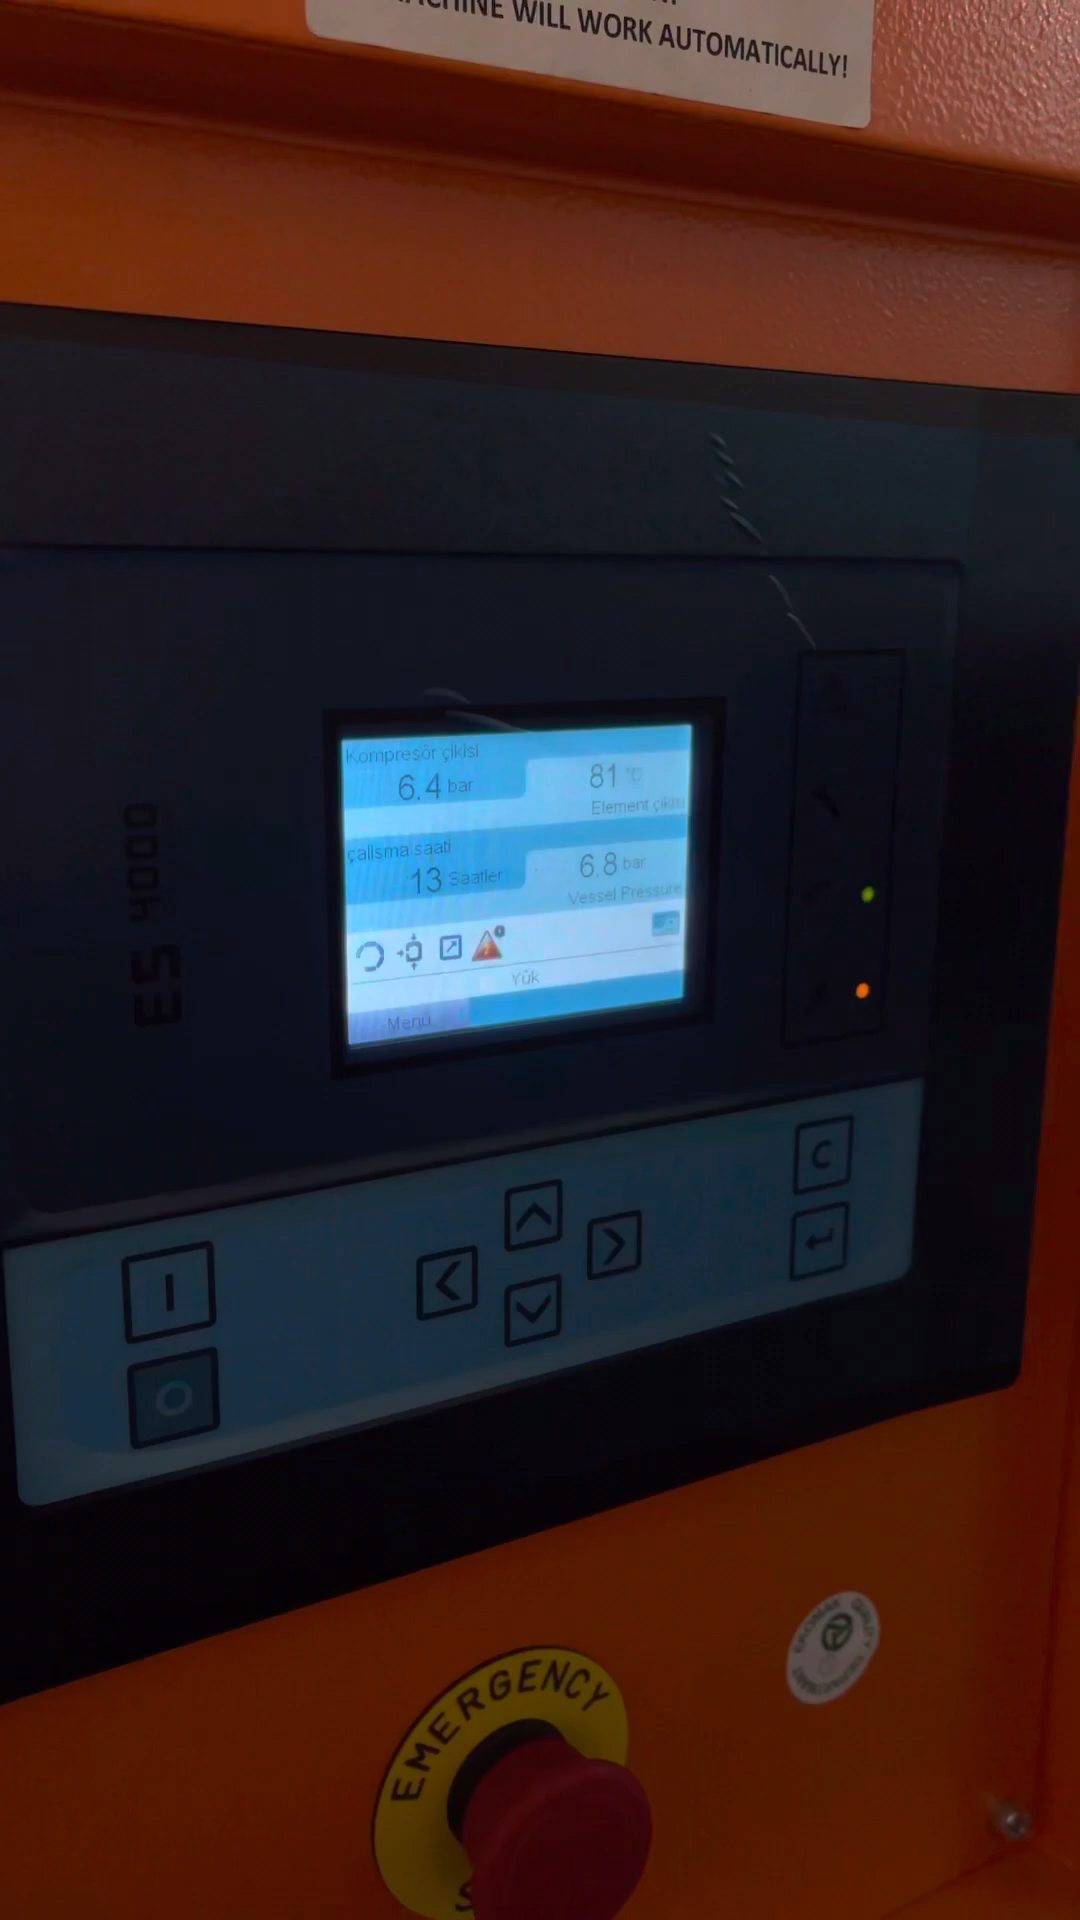 MACHINE WILL WORK AUTOMATICALLY!
Kompresör çikisi
6.4 bar
81 °C
Element çikisi
çalisma saati
13 Saatler
6.8 bar
Vessel Pressure
Yük
Menü
ES 4000
I
C
O
EMERGENCY